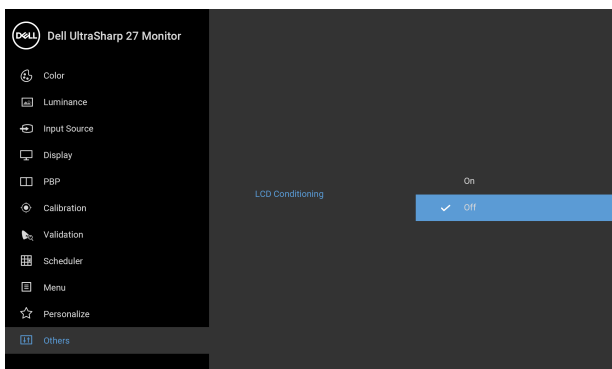 DELL Dell UltraSharp 27 Monitor
Color
Luminance
Input Source
Display
PBP
Calibration
Validation
Scheduler
Menu
Personalize
Others
LCD Conditioning
On
Off